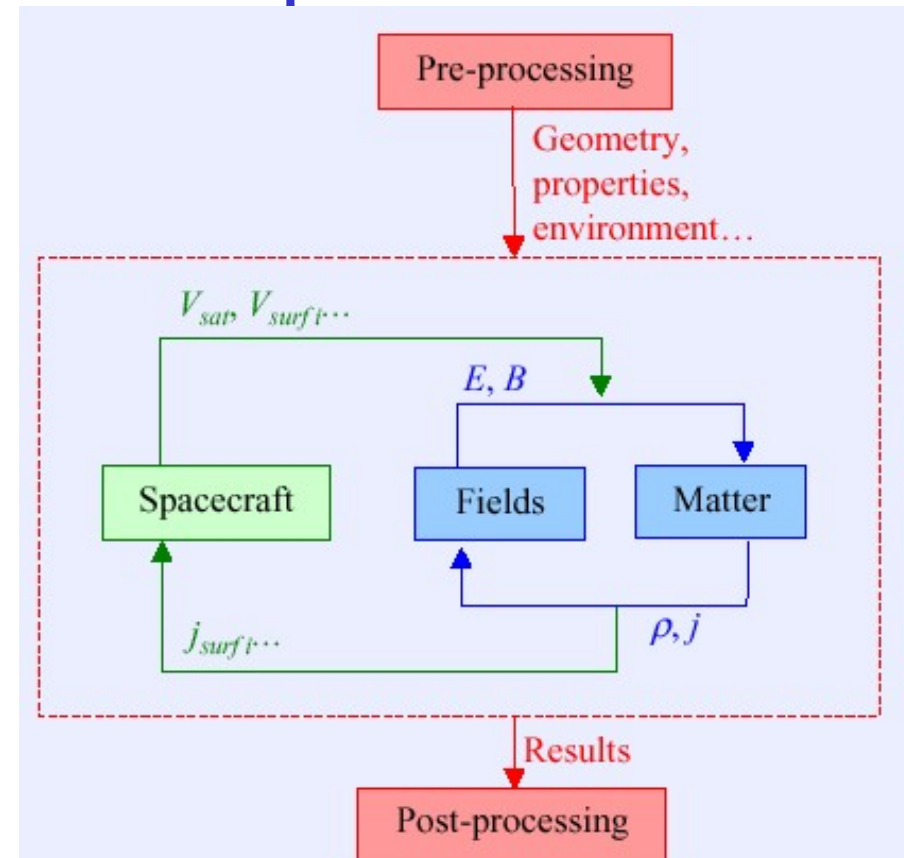 Pre-processing
Geometry,
properties,
environment…
V_sat, V_surf i…
E, B
Spacecraft
Fields
Matter
j_surf i…
ρ, j
Results
Post-processing